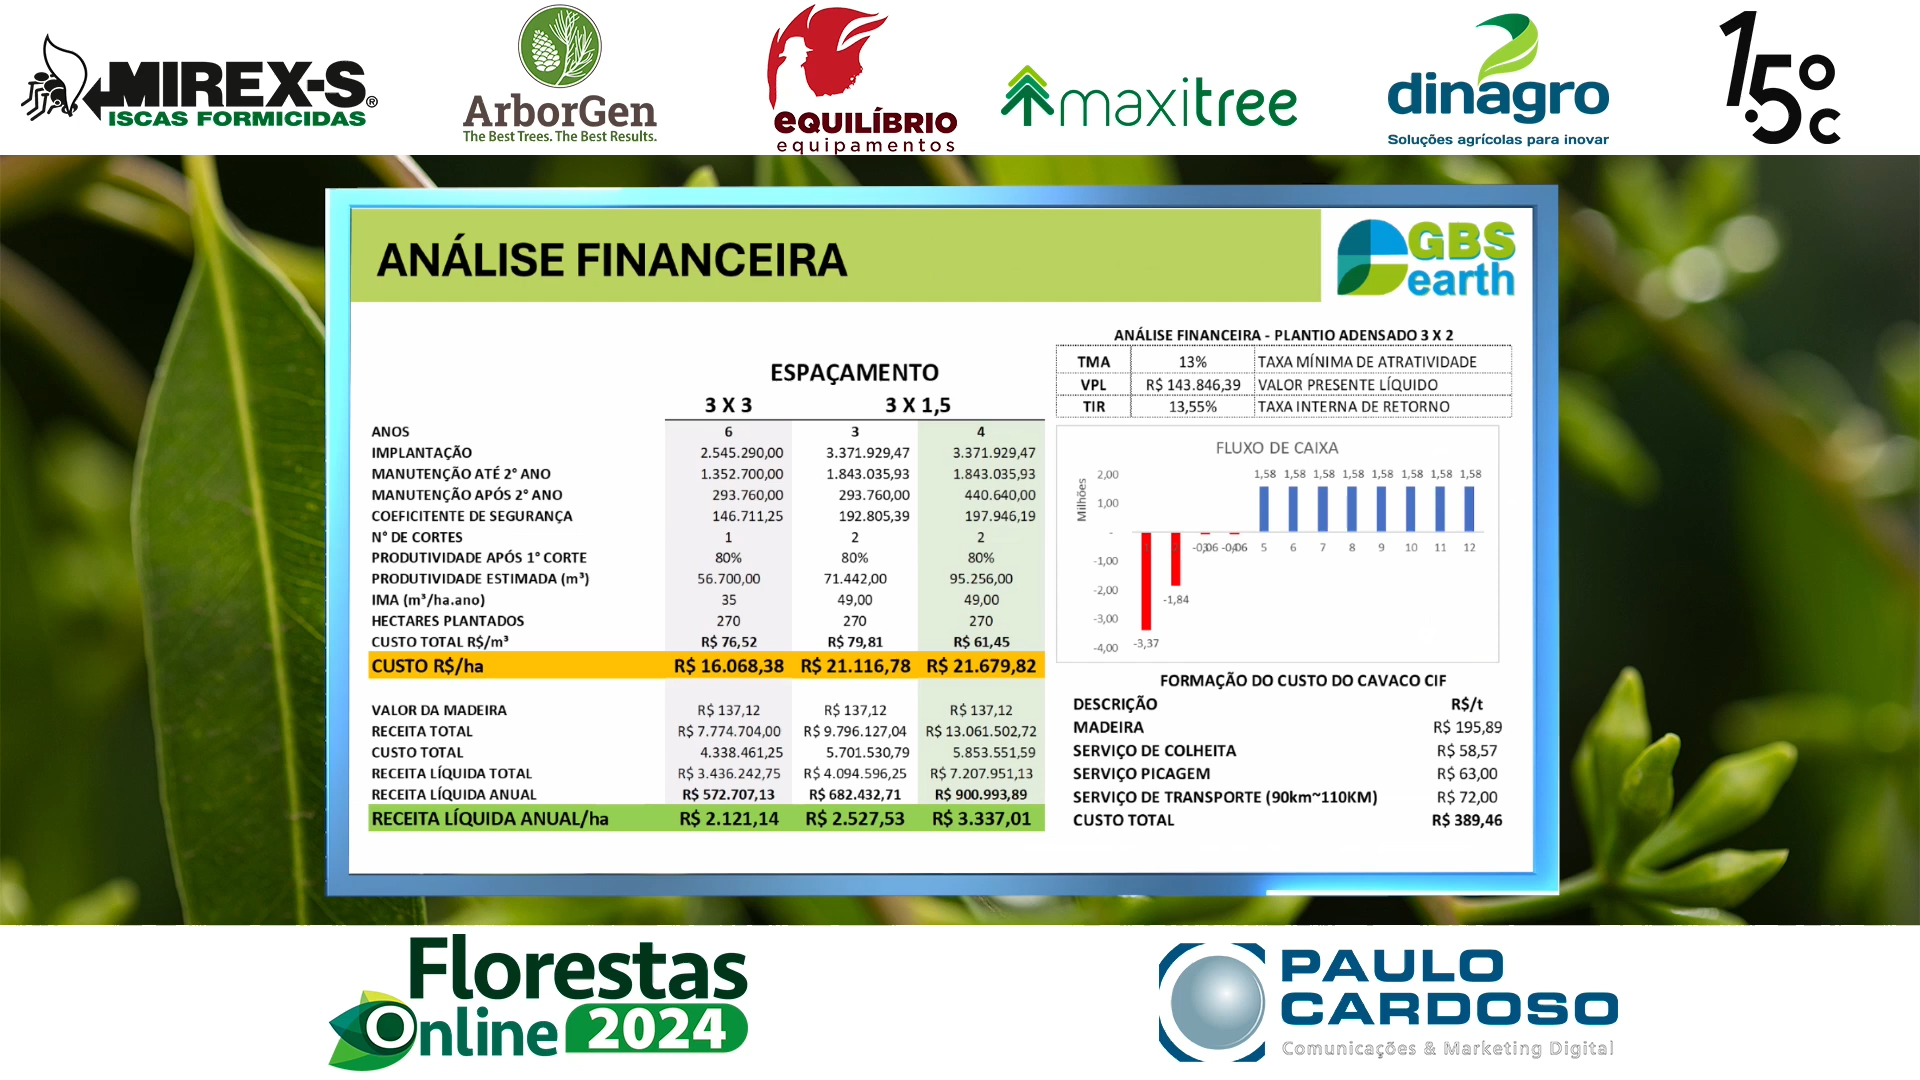 MIREX-S®
ISCAS FORMICIDAS
ArborGen
The Best Trees. The Best Results.
eQUILÍBRIO
equipamentos
maxitree
dinagro
Soluções agrícolas para inovar
1.5ºc
ANÁLISE FINANCEIRA
GBS
earth
ESPAÇAMENTO
3 X 3 3 X 1,5
ANOS 6 3 4
IMPLANTAÇÃO 2.545.290,00 3.371.929,47 3.371.929,47
MANUTENÇÃO ATÉ 2° ANO 1.352.700,00 1.843.035,93 1.843.035,93
MANUTENÇÃO APÓS 2° ANO 293.760,00 293.760,00 440.640,00
COEFICITENTE DE SEGURANÇA 146.711,25 192.805,39 197.946,19
N° DE CORTES 1 2 2
PRODUTIVIDADE APÓS 1° CORTE 80% 80% 80%
PRODUTIVIDADE ESTIMADA (m³) 56.700,00 71.442,00 95.256,00
IMA (m³/ha.ano) 35 49,00 49,00
HECTARES PLANTADOS 270 270 270
CUSTO TOTAL R$/m³ R$ 76,52 R$ 79,81 R$ 61,45
CUSTO R$/ha R$ 16.068,38 R$ 21.116,78 R$ 21.679,82
VALOR DA MADEIRA R$ 137,12 R$ 137,12 R$ 137,12
RECEITA TOTAL R$ 7.774.704,00 R$ 9.796.127,04 R$ 13.061.502,72
CUSTO TOTAL 4.338.461,25 5.701.530,79 5.853.551,59
RECEITA LÍQUIDA TOTAL R$ 3.436.242,75 R$ 4.094.596,25 R$ 7.207.951,13
RECEITA LÍQUIDA ANUAL R$ 572.707,13 R$ 682.432,71 R$ 900.993,89
RECEITA LÍQUIDA ANUAL/ha R$ 2.121,14 R$ 2.527,53 R$ 3.337,01
ANÁLISE FINANCEIRA - PLANTIO ADENSADO 3 X 2
TMA 13% TAXA MÍNIMA DE ATRATIVIDADE
VPL R$ 143.846,39 VALOR PRESENTE LÍQUIDO
TIR 13,55% TAXA INTERNA DE RETORNO
FLUXO DE CAIXA
Milhões
2,00 1,58 1,58 1,58 1,58 1,58 1,58 1,58 1,58
1,00
-
-0,06 -0,06 5 6 7 8 9 10 11 12
-1,00
-2,00 -1,84
-3,00
-4,00 -3,37
FORMAÇÃO DO CUSTO DO CAVACO CIF
DESCRIÇÃO R$/t
MADEIRA R$ 195,89
SERVIÇO DE COLHEITA R$ 58,57
SERVIÇO PICAGEM R$ 63,00
SERVIÇO DE TRANSPORTE (90km~110KM) R$ 72,00
CUSTO TOTAL R$ 389,46
Florestas
Online 2024
PAULO
CARDOSO
Comunicações & Marketing Digital